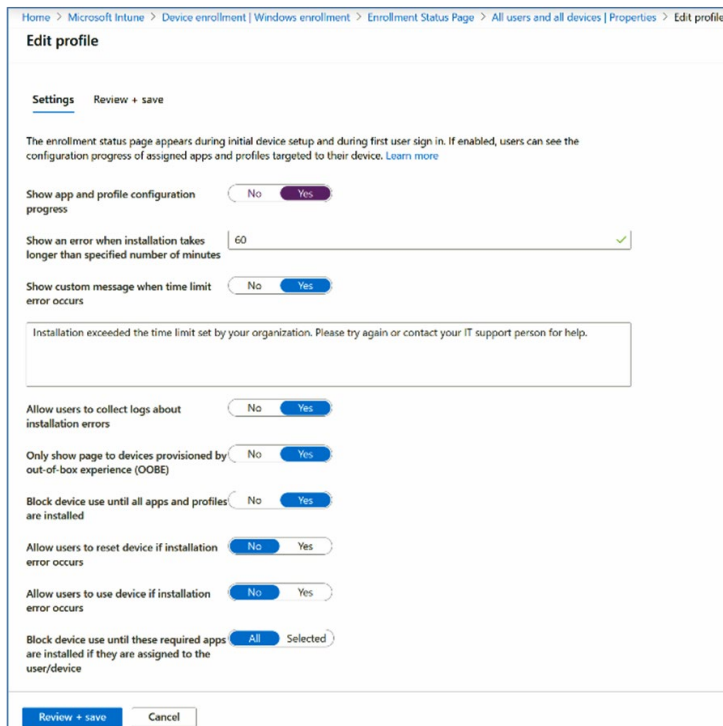 Home > Microsoft Intune > Device enrollment | Windows enrollment > Enrollment Status Page > All users and all devices | Properties > Edit profile
Edit profile
Settings Review + save
The enrollment status page appears during initial device setup and during first user sign in. If enabled, users can see the
configuration progress of assigned apps and profiles targeted to their device. Learn more
Show app and profile configuration No Yes
progress
Show an error when installation takes 60
longer than specified number of minutes
Show custom message when time limit No Yes
error occurs
Installation exceeded the time limit set by your organization. Please try again or contact your IT support person for help.
Allow users to collect logs about No Yes
installation errors
Only show page to devices provisioned by No Yes
out-of-box experience (OOBE)
Block device use until all apps and profiles No Yes
are installed
Allow users to reset device if installation No Yes
error occurs
Allow users to use device if installation No Yes
error occurs
Block device use until these required apps All Selected
are installed if they are assigned to the
user/device
Review + save Cancel